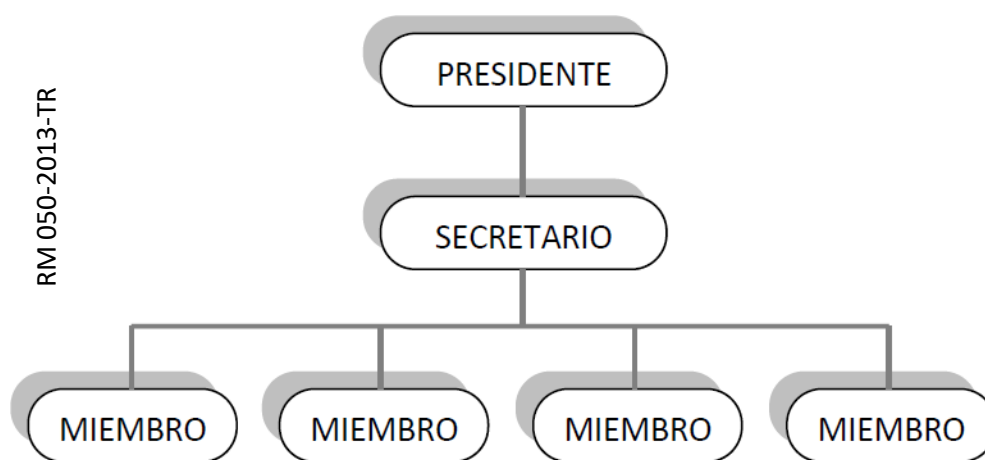 RM 050-2013-TR
PRESIDENTE
SECRETARIO
MIEMBRO
MIEMBRO
MIEMBRO
MIEMBRO